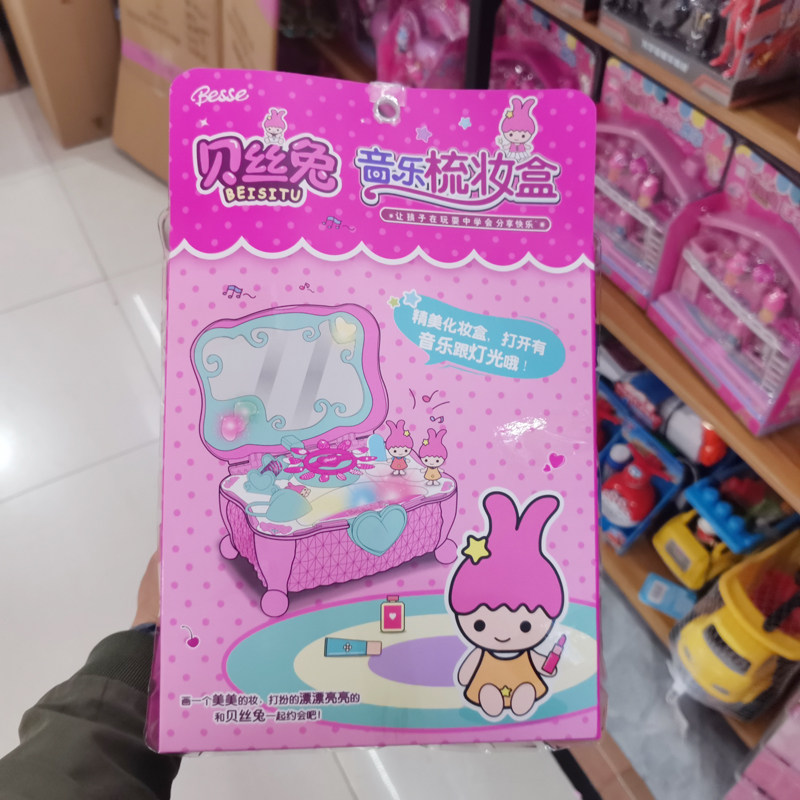 Besse
贝丝兔
BEISITU
音乐梳妆盒
让孩子在玩耍中学会分享快乐
精美化妆盒,打开有
音乐跟灯光哦!
画一个美美的妆,打扮的漂漂亮亮的
和贝丝兔一起约会吧!